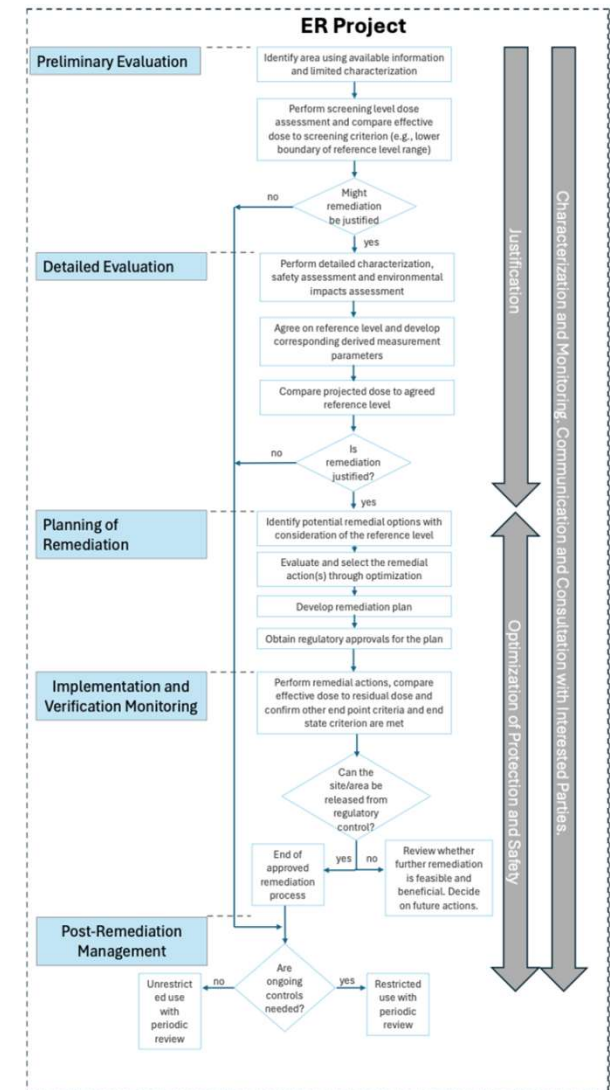 ER Project
Preliminary Evaluation
Identify area using available information
and limited characterization
Perform screening level dose
assessment and compare effective
dose to screening criterion (e.g., lower
boundary of reference level range)
no
Might
remediation
be justified
yes
Detailed Evaluation
Perform detailed characterization,
safety assessment and environmental
impacts assessment
Agree on reference level and develop
corresponding derived measurement
parameters
Compare projected dose to agreed
reference level
no
Is
remediation
justified?
yes
Planning of
Remediation
Identify potential remedial options with
consideration of the reference level
Evaluate and select the remedial
action(s) through optimization
Develop remediation plan
Obtain regulatory approvals for the plan
Implementation and
Verification Monitoring
Perform remedial actions, compare
effective dose to residual dose and
confirm other end point criteria and end
state criterion are met
Can the
site/area be
released from
regulatory
control?
End of
approved
remediation
process
yes
no
Review whether
further remediation
is feasible and
beneficial. Decide
on future actions.
Post-Remediation
Management
Are
ongoing
controls
needed?
no
yes
Unrestrict
ed use
with
periodic
review
Restricted
use with
periodic
review
Justification
Optimization of Protection and Safety
Characterization and Monitoring. Communication and Consultation with Interested Parties.